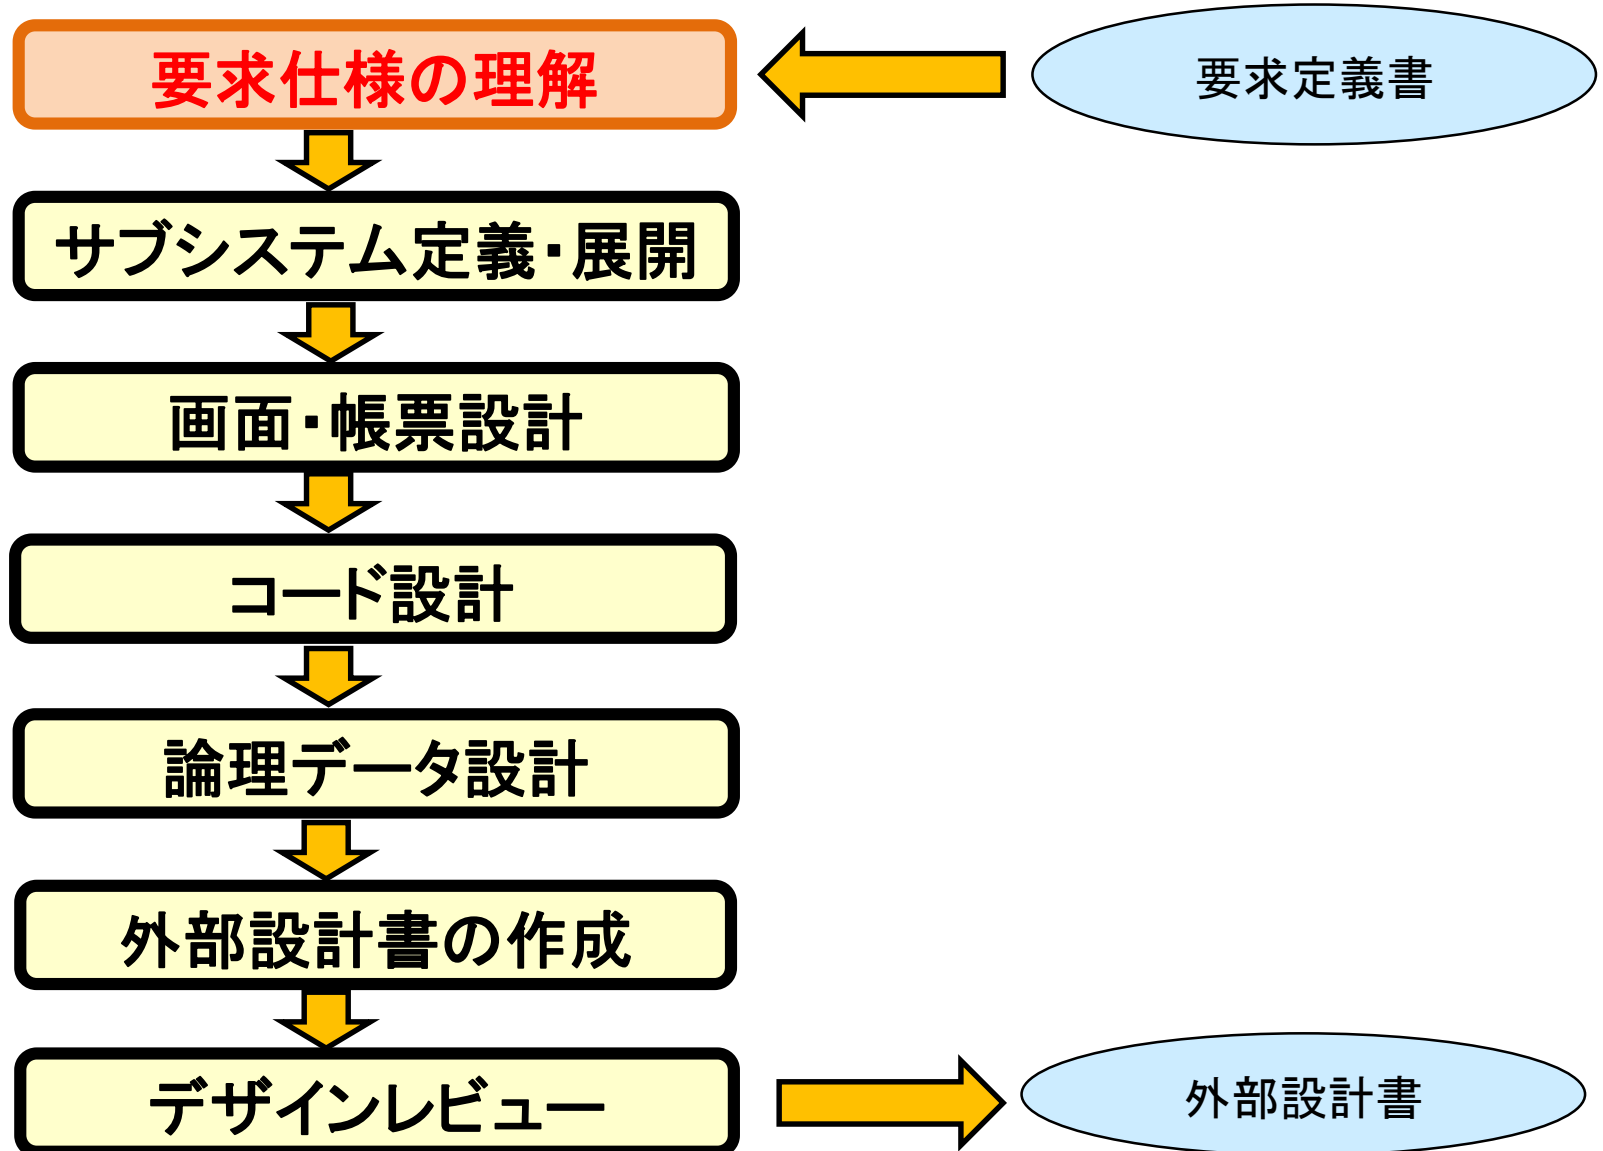 要求仕様の理解
要求定義書
サブシステム定義・展開
画面・帳票設計
コード設計
論理データ設計
外部設計書の作成
デザインレビュー
外部設計書